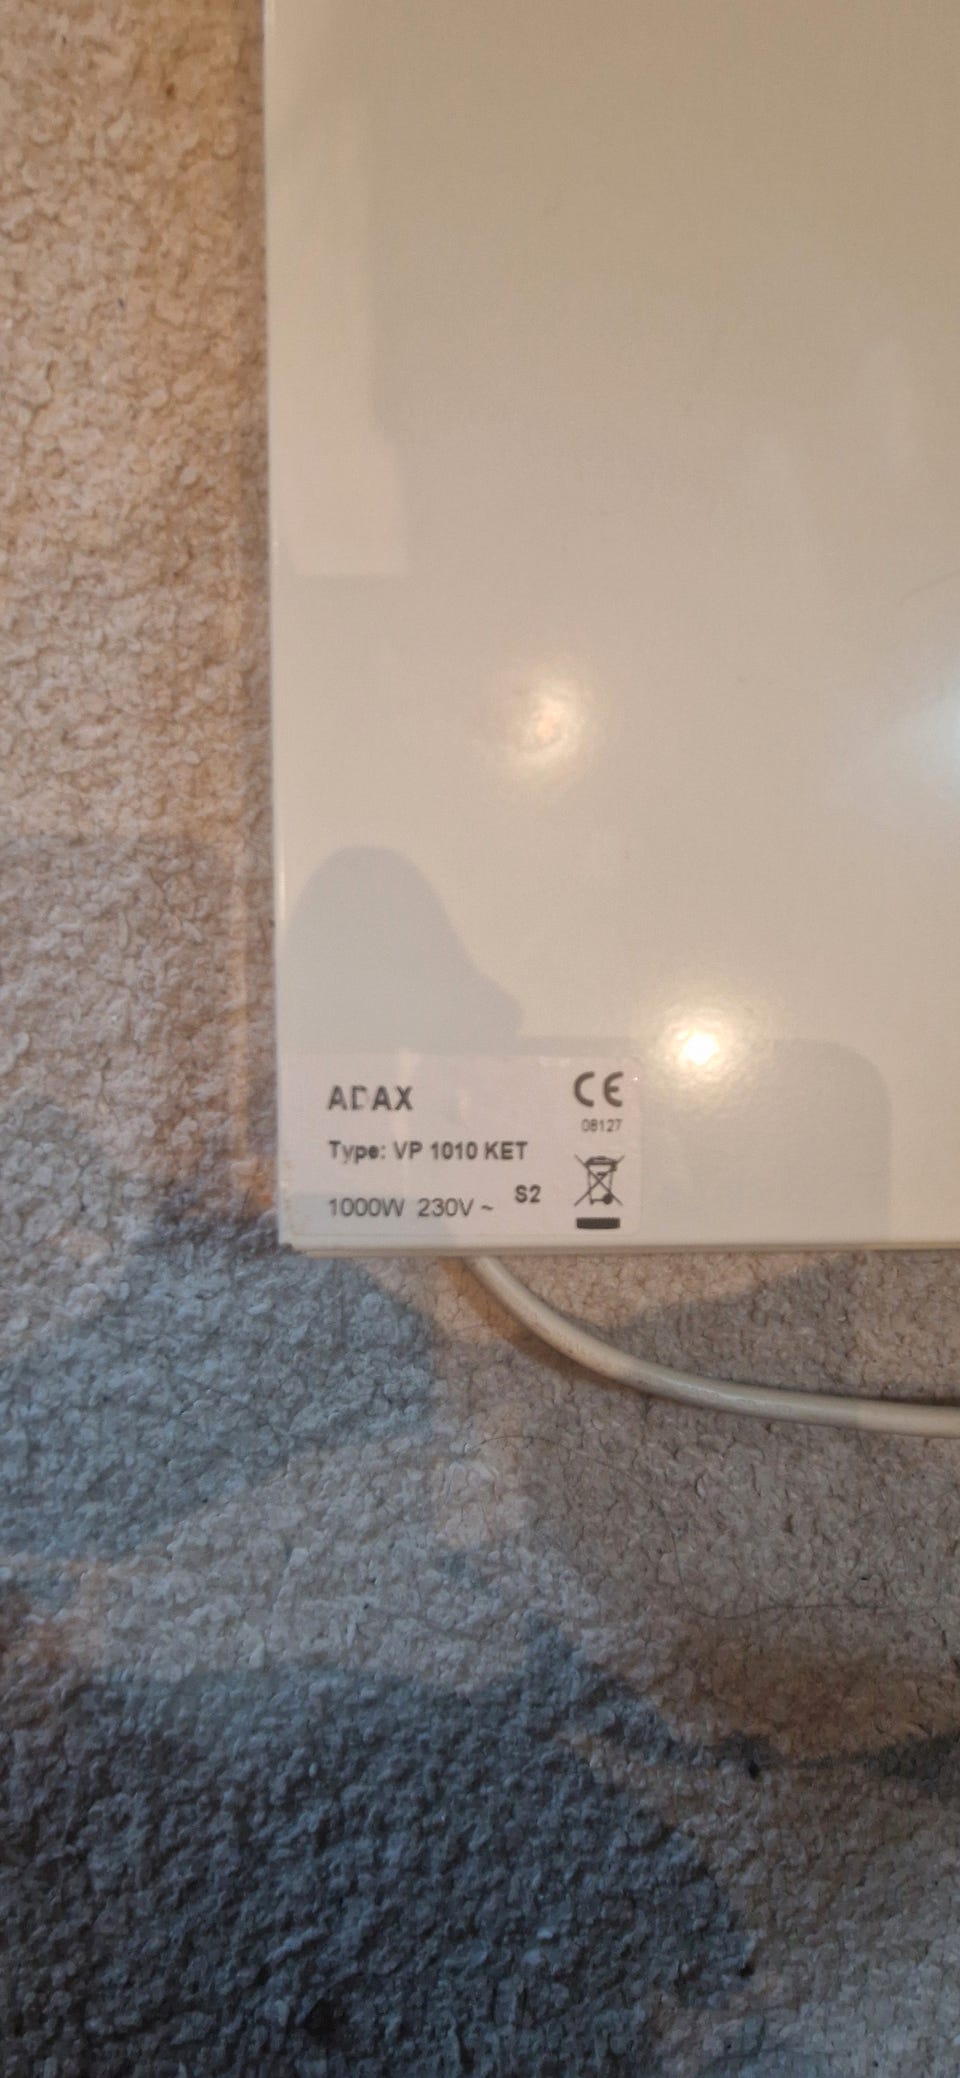 ADAX
CE
08127
Type: VP 1010 KET
S2
1000W 230V ~